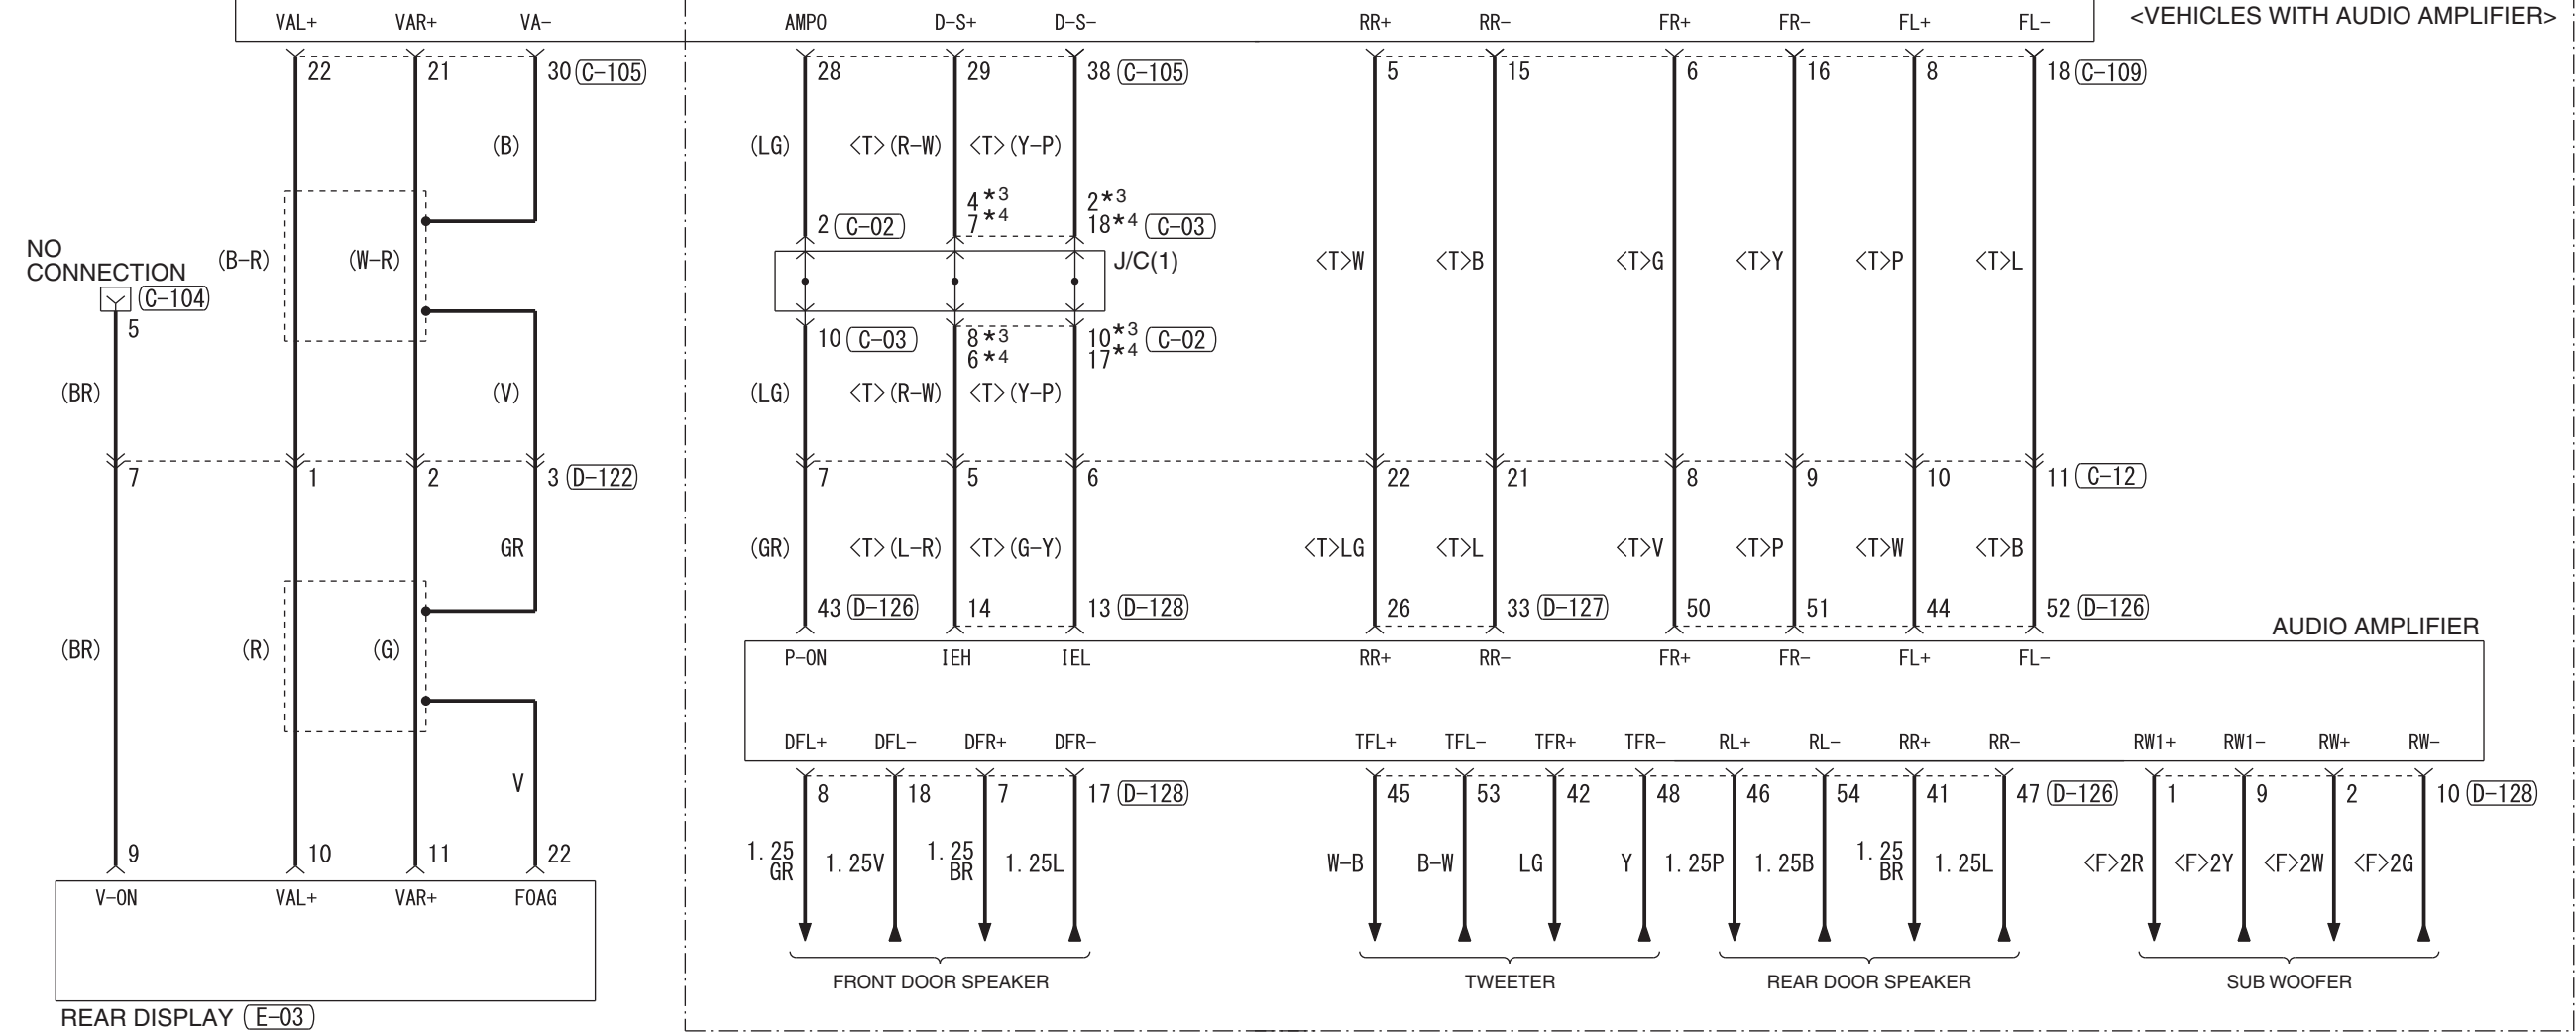 VAL+ VAR+ VA- AMPO D-S+ D-S- RR+ RR- FR+ FR- FL+ FL- <VEHICLES WITH AUDIO AMPLIFIER>
22 21 30 C-105 28 29 38 C-105 5 15 6 16 8 18 C-109
(B) (LG) <T>(R-W) <T>(Y-P)
4*3 2*3
2 C-02 7*4 18*4 C-03
NO
CONNECTION
(B-R) (W-R) J/C(1) <T>W <T>B <T>G <T>Y <T>P <T>L
C-104
5 10 C-03 8*3 10*3 C-02
6*4 17*4
(BR) (V) (LG) <T>(R-W) <T>(Y-P)
7 1 2 3 D-122 7 5 6 22 21 8 9 10 11 C-12
GR (GR) <T>(L-R) <T>(G-Y) <T>LG <T>L <T>V <T>P <T>W <T>B
43 D-126 14 13 D-128 26 33 D-127 50 51 44 52 D-126
AUDIO AMPLIFIER
(BR) (R) (G) P-ON IEH IEL RR+ RR- FR+ FR- FL+ FL-
DFL+ DFL- DFR+ DFR- TFL+ TFL- TFR+ TFR- RL+ RL- RR+ RR- RW1+ RW1- RW+ RW-
V 8 18 7 17 D-128 45 53 42 48 46 54 41 47 D-126 1 9 2 10 D-128
9 10 11 22 1.25 GR 1.25V 1.25 BR 1.25L W-B B-W LG Y 1.25P 1.25B 1.25 BR 1.25L <F>2R <F>2Y <F>2W <F>2G
V-ON VAL+ VAR+ FOAG
FRONT DOOR SPEAKER TWEETER REAR DOOR SPEAKER SUB WOOFER
REAR DISPLAY E-03